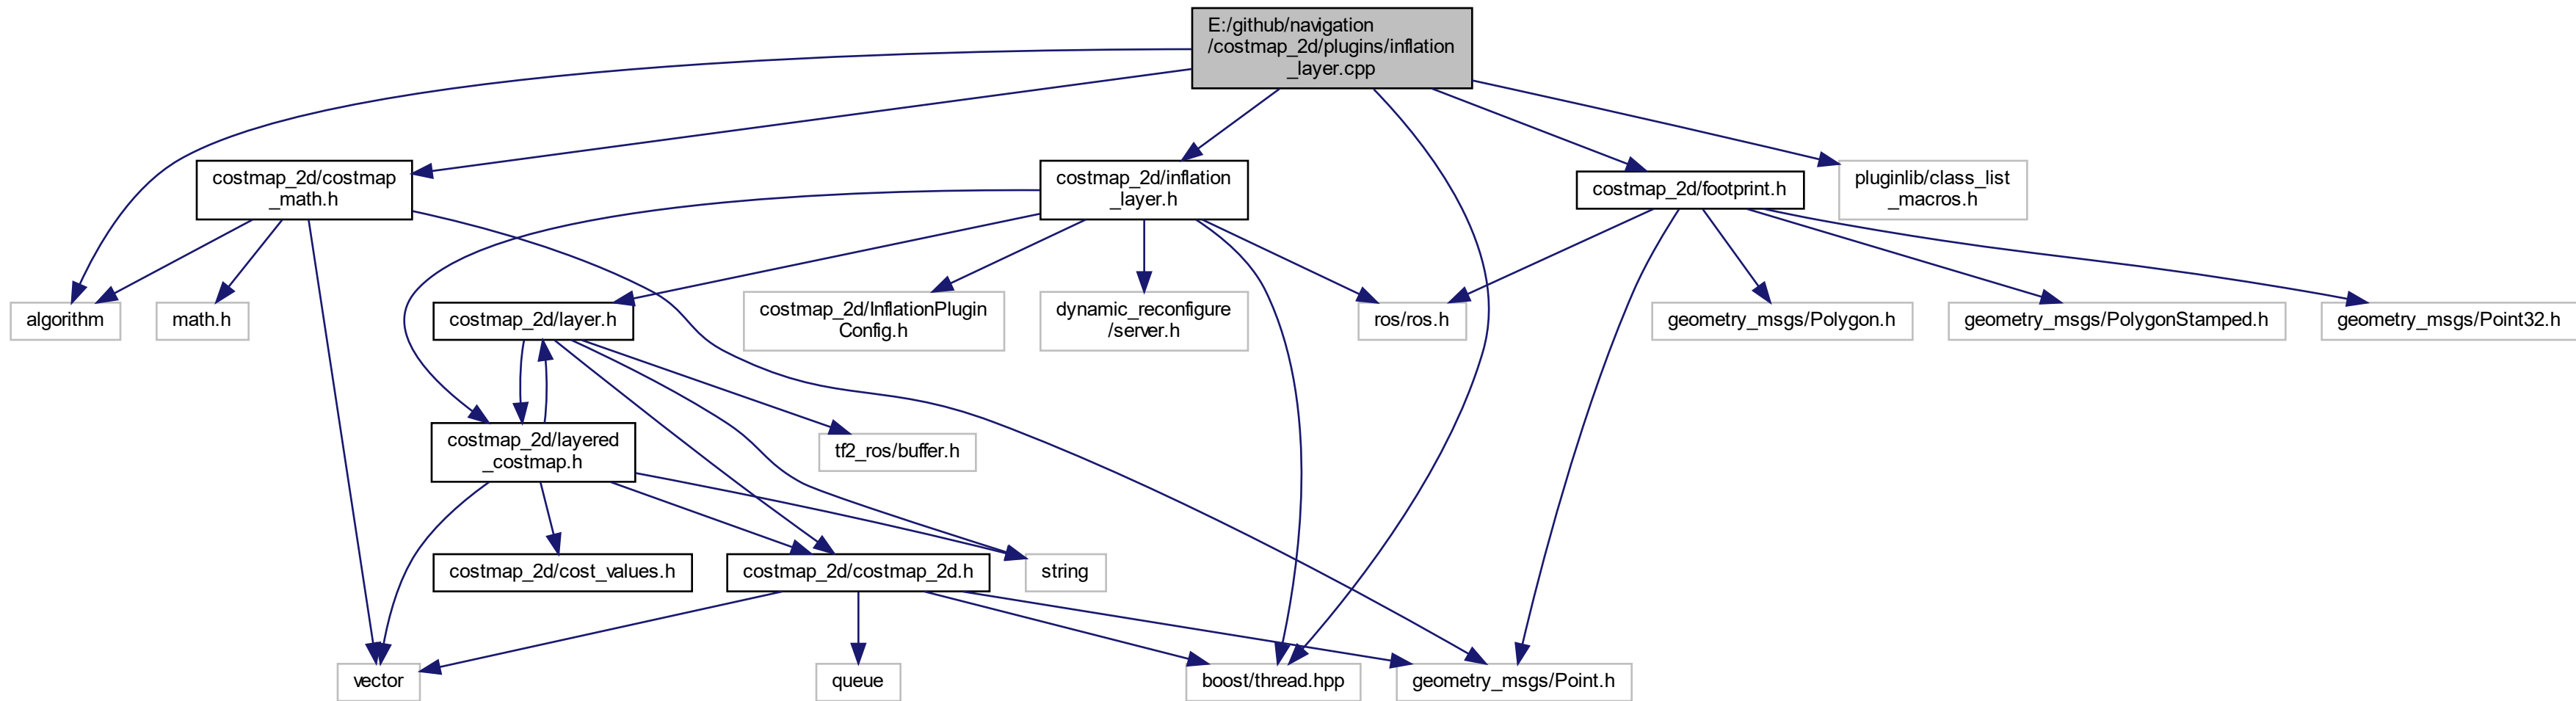 E:/github/navigation
/costmap_2d/plugins/inflation
_layer.cpp
costmap_2d/costmap
_math.h
costmap_2d/inflation
_layer.h
costmap_2d/footprint.h
pluginlib/class_list
_macros.h
algorithm
math.h
costmap_2d/layer.h
costmap_2d/InflationPlugin
Config.h
dynamic_reconfigure
/server.h
ros/ros.h
geometry_msgs/Polygon.h
geometry_msgs/PolygonStamped.h
geometry_msgs/Point32.h
costmap_2d/layered
_costmap.h
tf2_ros/buffer.h
costmap_2d/cost_values.h
costmap_2d/costmap_2d.h
string
vector
queue
boost/thread.hpp
geometry_msgs/Point.h